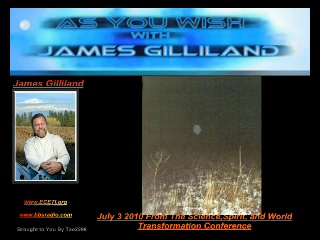 AS YOU WISH
WITH
JAMES GILLILAND
James Gilliland
www.ECETI.org
www.bbsradio.com
Brought to You By Tao2299
July 3 2010 From The Science,Spirit, and World
Transformation Conference